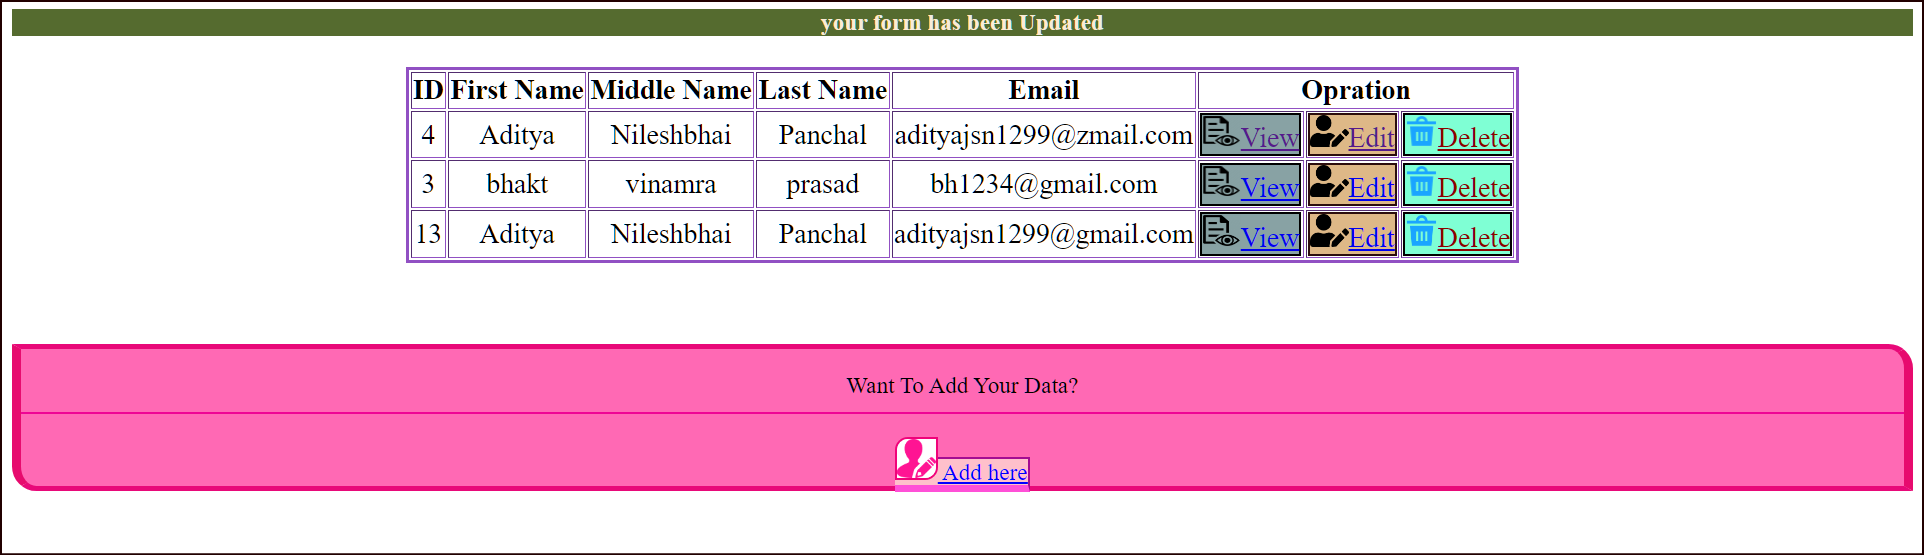 your form has been Updated
ID First Name Middle Name Last Name Email Opration
4 Aditya Nileshbhai Panchal adityajsn1299@zmail.com View Edit Delete
3 bhakt vinamra prasad bh1234@gmail.com View Edit Delete
13 Aditya Nileshbhai Panchal adityajsn1299@gmail.com View Edit Delete
Want To Add Your Data?
Add here